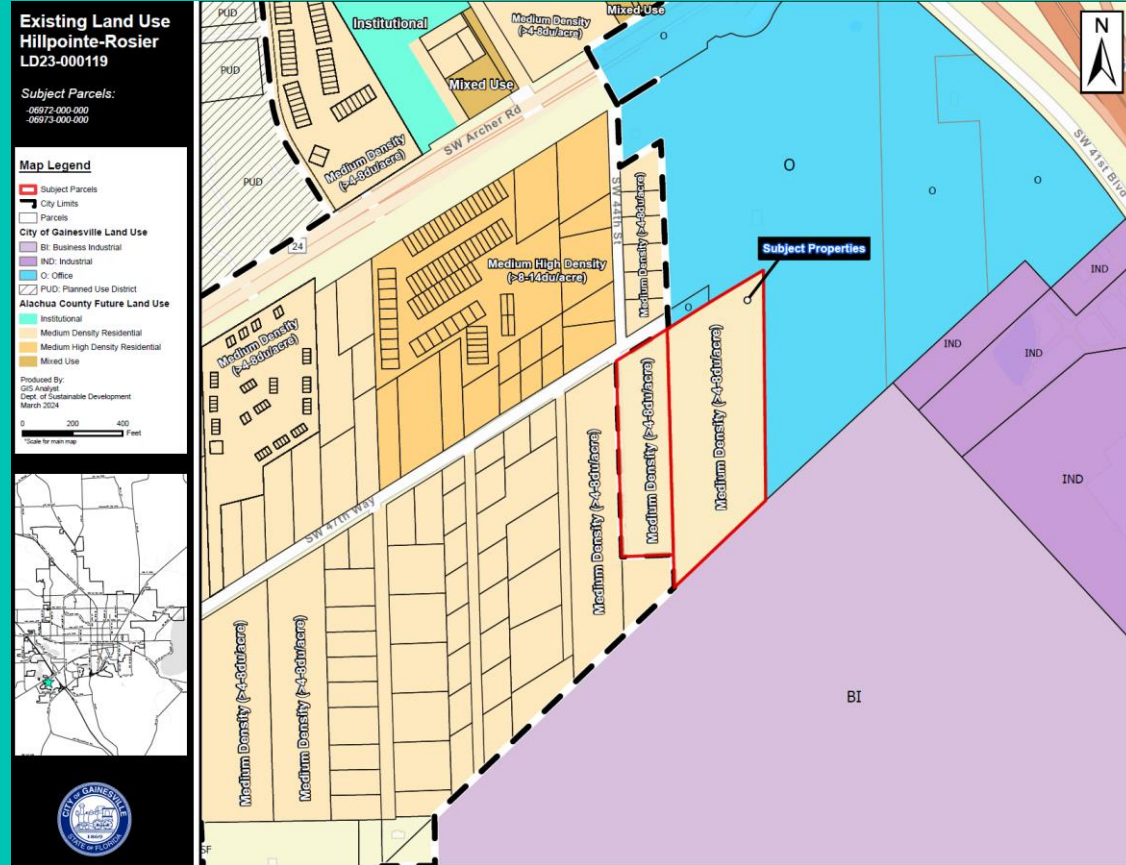 Existing Land Use
Hillpointe-Rosier
LD23-000119
Subject Parcels:
-06972-000-000
-06973-000-000
Map Legend
Subject Parcels
City Limits
Parcels
City of Gainesville Land Use
BI: Business Industrial
IND: Industrial
O: Office
PUD: Planned Use District
Alachua County Future Land Use
Institutional
Medium Density Residential
Medium High Density Residential
Mixed Use
Produced By:
GIS Analyst
Dept. of Sustainable Development
March 2024
0 200 400
Feet
*Scale for main map
CITY OF GAINESVILLE
1869
STATE OF FLORIDA
PUD
PUD
PUD
Institutional
Medium Density
(>4-8du/acre)
Mixed Use
Mixed Use
Medium Density
(>4-8du/acre)
SW Archer Rd
24
N
SW 41st Blvd
O
O
O
O
O
SW 44th St
Medium Density (>4-8du/acre)
Medium High Density
(>8-14du/acre)
Subject Properties
Medium Density
(>4-8du/acre)
IND
IND
IND
IND
Medium Density (>4-8du/acre)
Medium Density (>4-8du/acre)
Medium Density (>4-8du/acre)
SW 47th Way
Medium Density (>4-8du/acre)
Medium Density (>4-8du/acre)
BI
SF